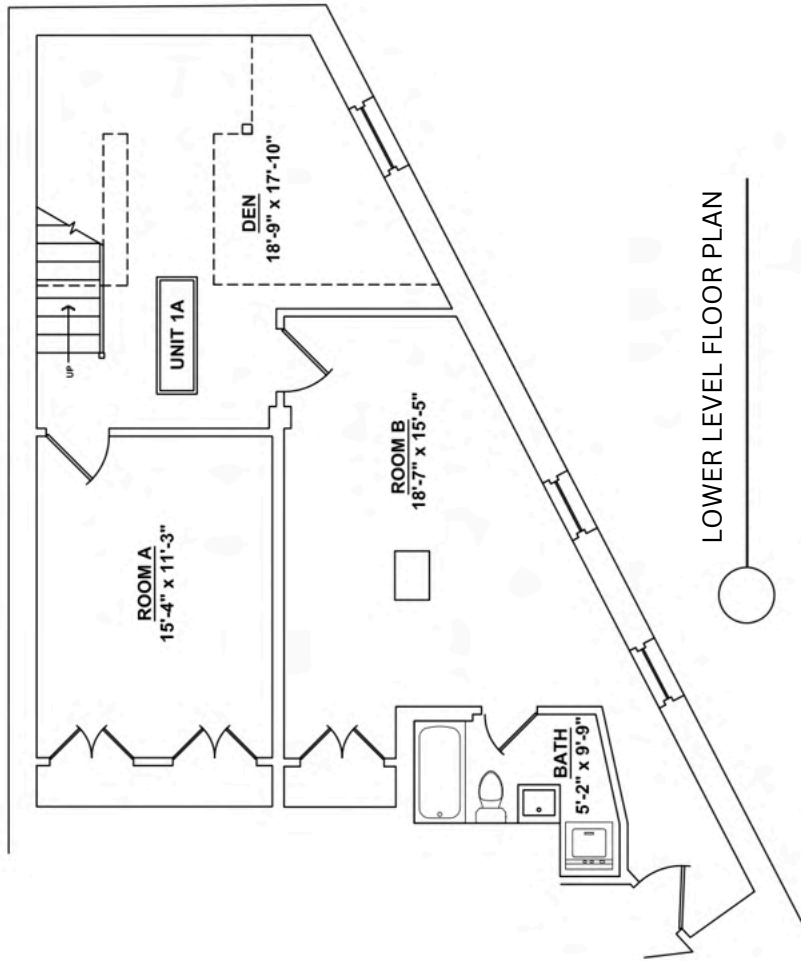 UP
UNIT 1A
DEN
18'-9" x 17'-10"
ROOM A
15'-4" x 11'-3"
ROOM B
18'-7" x 15'-5"
BATH
5'-2" x 9'-9"
LOWER LEVEL FLOOR PLAN